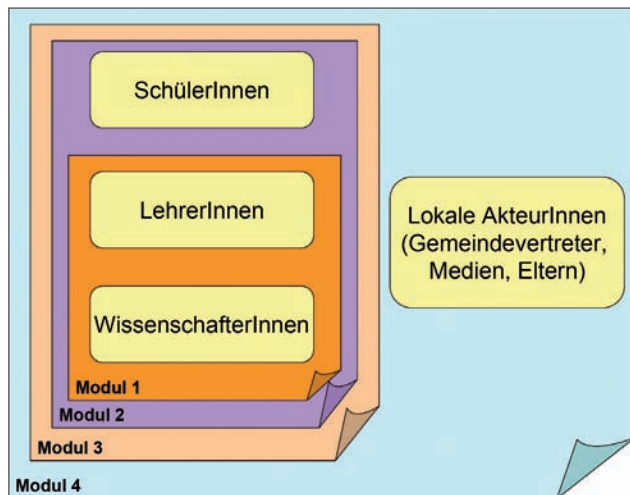 SchülerInnen
LehrerInnen
WissenschafterInnen
Modul 1
Modul 2
Modul 3
Modul 4
Lokale AkteurInnen
(Gemeindevertreter,
Medien, Eltern)